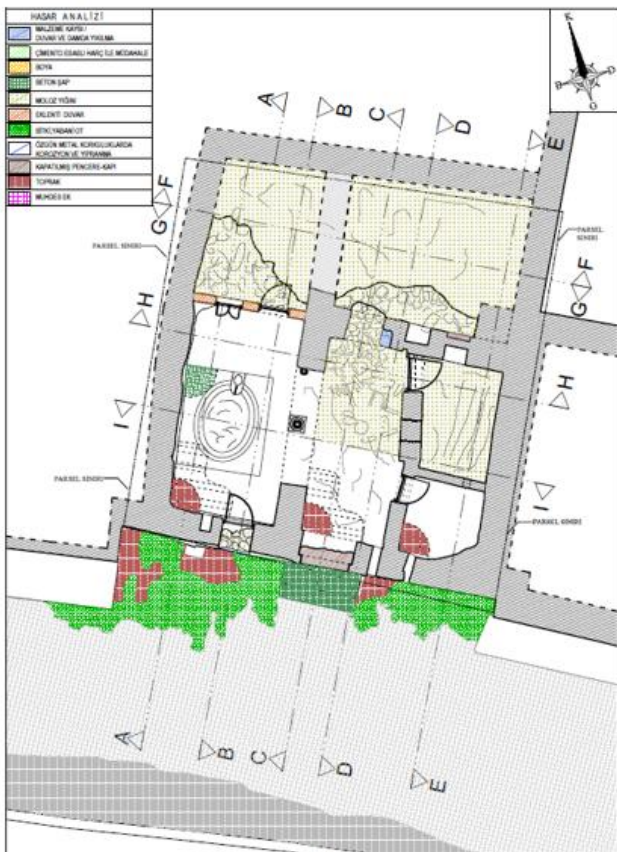 HASAR ANALİZİ
MALZEME KAYBI /
DUVAR VE DAMDA YIKILMA
ÇİMENTO ESASLI HARÇ İLE MÜDAHALE
BOYA
BETON ŞAP
MOLOZ YIĞINI
EKLENTİ DUVAR
BİTKİ,YABANİ OT
ÖZGÜN METAL KORKULUKLARDA
KOROZYON VE YIPRANMA
KAPATILMIŞ PENCERE-KAPI
TOPRAK
MUHDES EK
K
B
D
G
A
B
C
D
E
F
G
PARSEL SINIRI
PARSEL
SINIRI
F
G
H
H
I
I
PARSEL SINIRI
PARSEL SINIRI
A
B
C
D
E